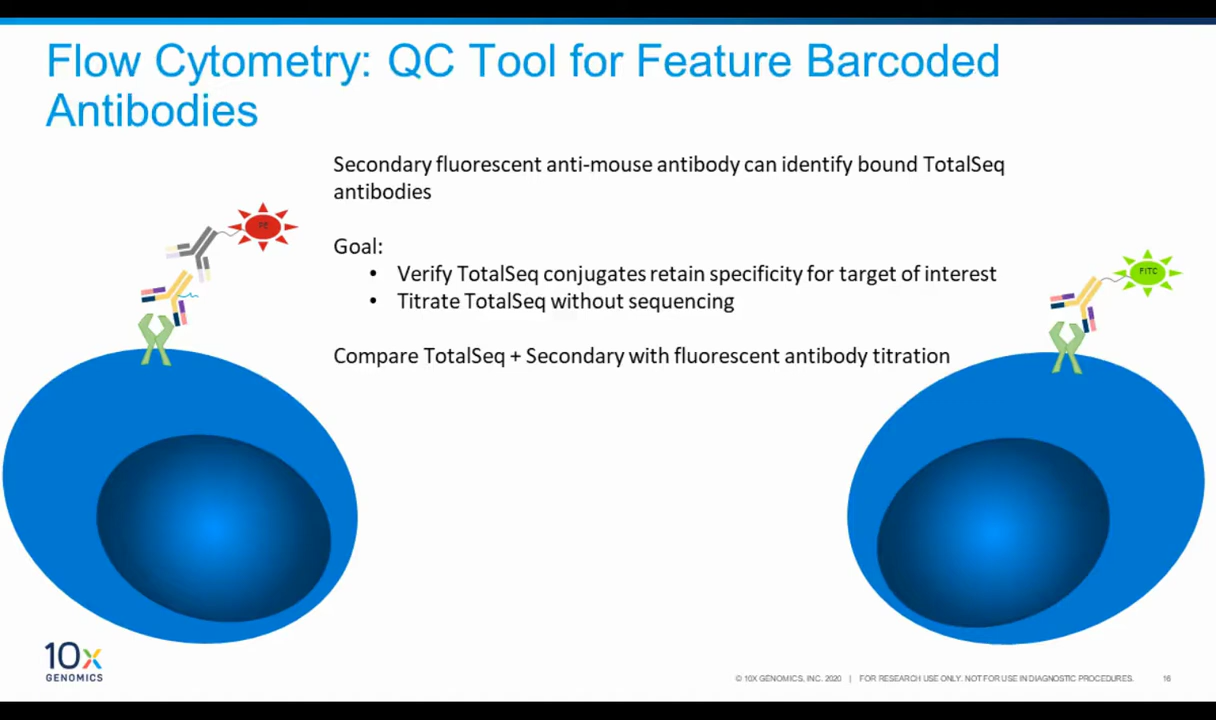 Flow Cytometry: QC Tool for Feature Barcoded
Antibodies
Secondary fluorescent anti-mouse antibody can identify bound TotalSeq
antibodies
PE
Goal:
• Verify TotalSeq conjugates retain specificity for target of interest
FITC
• Titrate TotalSeq without sequencing
Compare TotalSeq + Secondary with fluorescent antibody titration
10x
GENOMICS
© 10X GENOMICS, INC. 2020 | FOR RESEARCH USE ONLY. NOT FOR USE IN DIAGNOSTIC PROCEDURES. 16